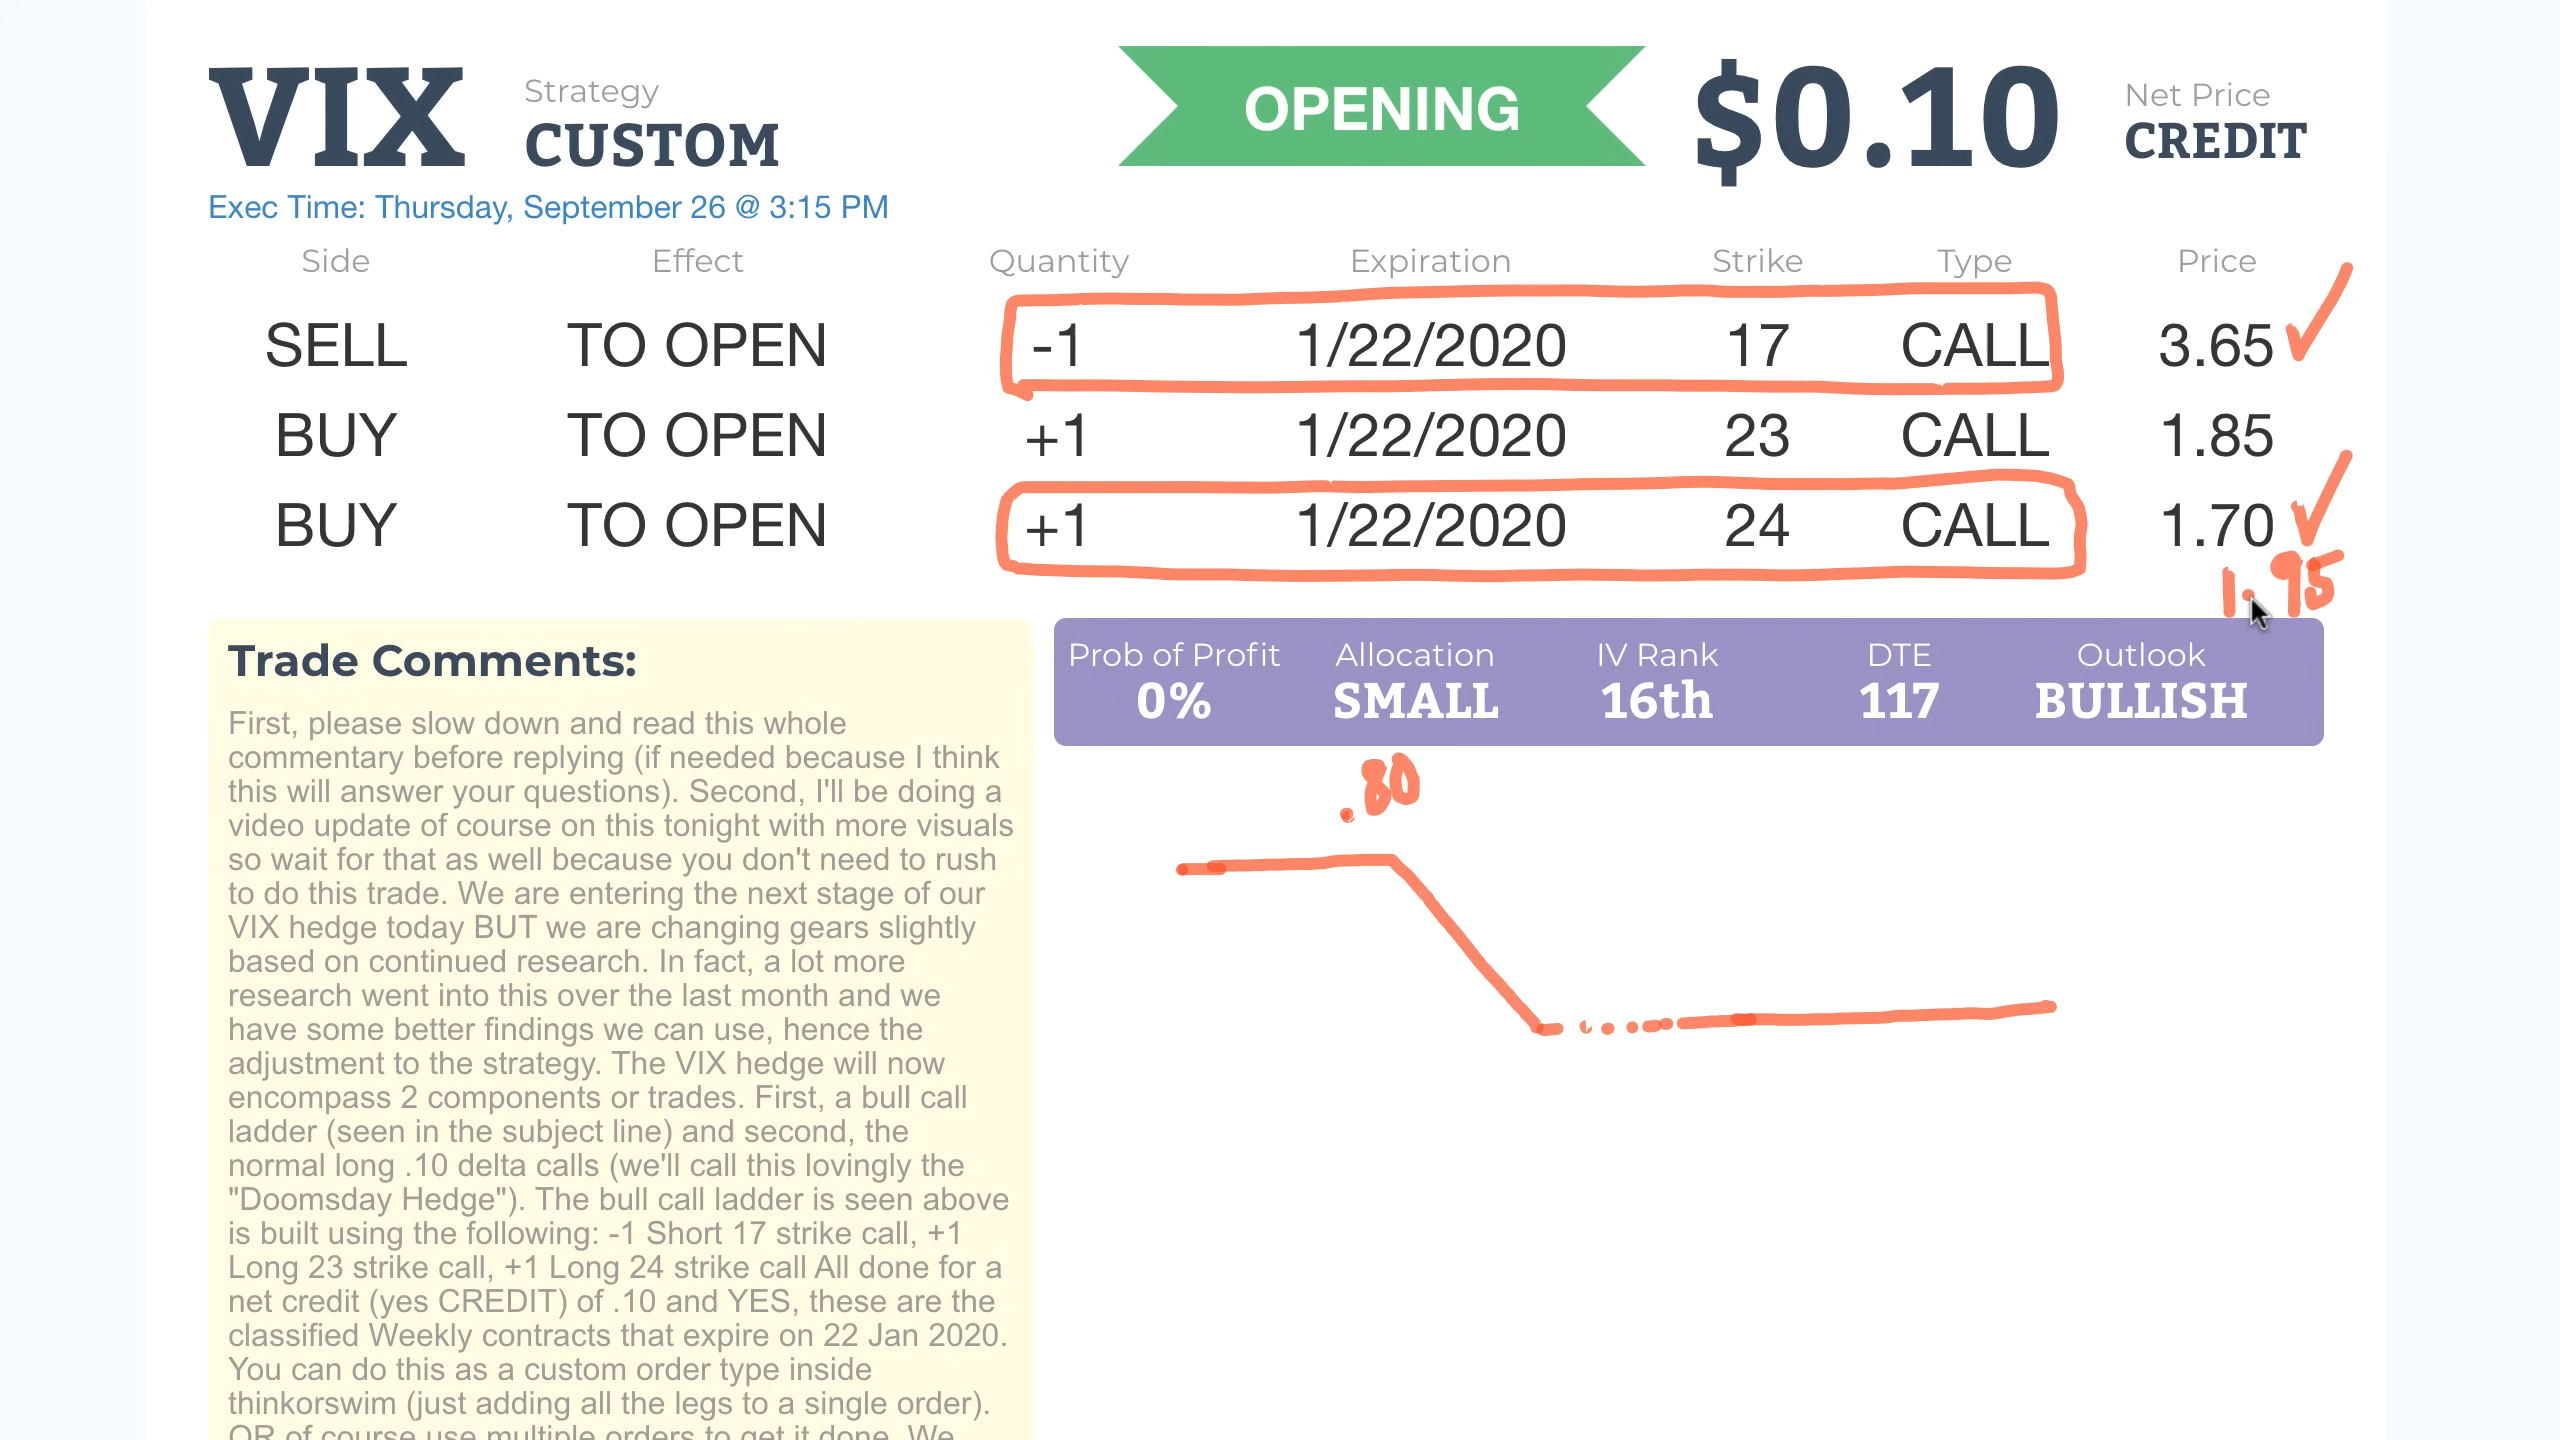 VIX Strategy CUSTOM OPENING $0.10 Net Price CREDIT
Exec Time: Thursday, September 26 @ 3:15 PM
Side Effect Quantity Expiration Strike Type Price
SELL TO OPEN -1 1/22/2020 17 CALL 3.65
BUY TO OPEN +1 1/22/2020 23 CALL 1.85
BUY TO OPEN +1 1/22/2020 24 CALL 1.70
1.95
Trade Comments:
First, please slow down and read this whole
commentary before replying (if needed because I think
this will answer your questions). Second, I'll be doing a
video update of course on this tonight with more visuals
so wait for that as well because you don't need to rush
to do this trade. We are entering the next stage of our
VIX hedge today BUT we are changing gears slightly
based on continued research. In fact, a lot more
research went into this over the last month and we
have some better findings we can use, hence the
adjustment to the strategy. The VIX hedge will now
encompass 2 components or trades. First, a bull call
ladder (seen in the subject line) and second, the
normal long .10 delta calls (we'll call this lovingly the
"Doomsday Hedge"). The bull call ladder is seen above
is built using the following: -1 Short 17 strike call, +1
Long 23 strike call, +1 Long 24 strike call All done for a
net credit (yes CREDIT) of .10 and YES, these are the
classified Weekly contracts that expire on 22 Jan 2020.
You can do this as a custom order type inside
thinkorswim (just adding all the legs to a single order).
OR of course use multiple orders to get it done. We
Prob of Profit Allocation IV Rank DTE Outlook
0% SMALL 16th 117 BULLISH
.80